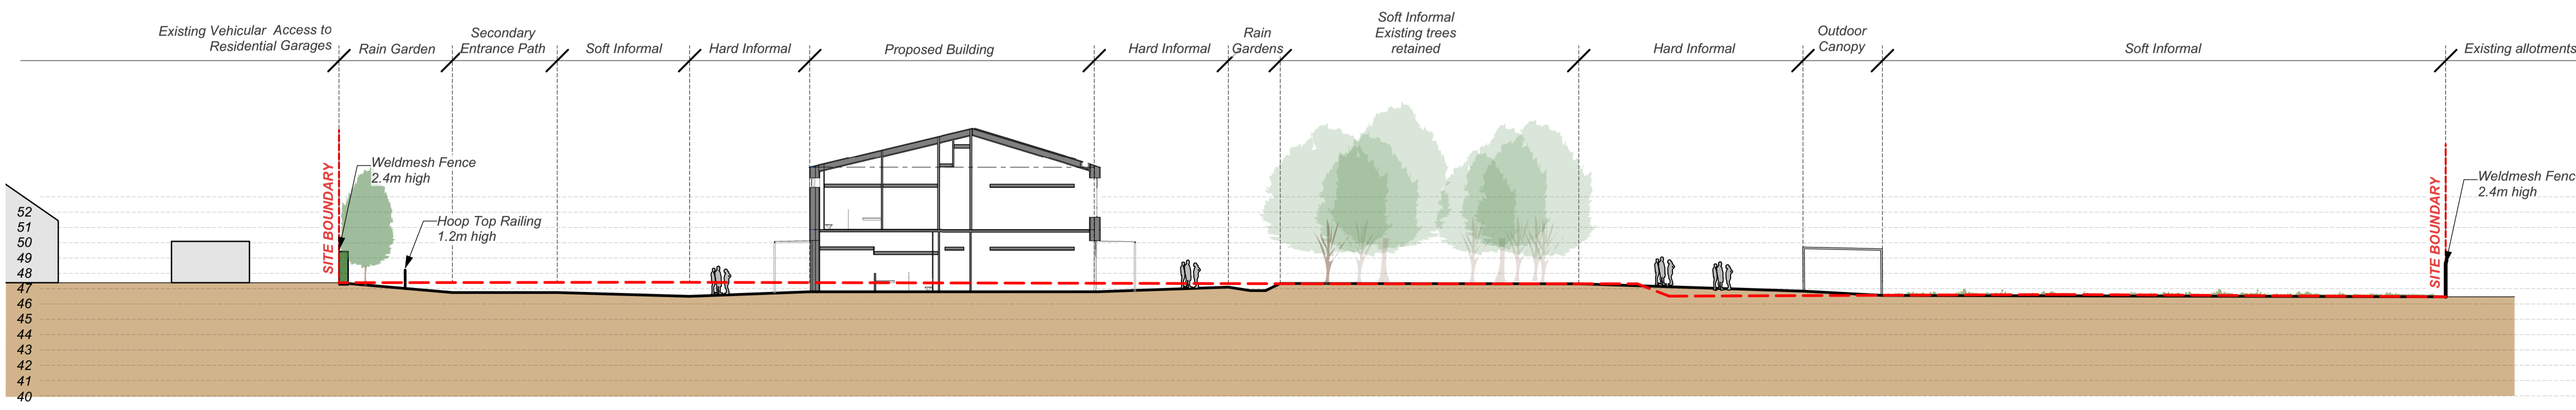 Existing Vehicular Access to
Residential Garages
Rain Garden
Secondary
Entrance Path
Soft Informal
Hard Informal
Proposed Building
Hard Informal
Rain
Gardens
Soft Informal
Existing trees
retained
Hard Informal
Outdoor
Canopy
Soft Informal
Existing allotments
SITE BOUNDARY
Weldmesh Fence
2.4m high
Hoop Top Railing
1.2m high
SITE BOUNDARY
Weldmesh Fenc
2.4m high
52
51
50
49
48
47
46
45
44
43
42
41
40